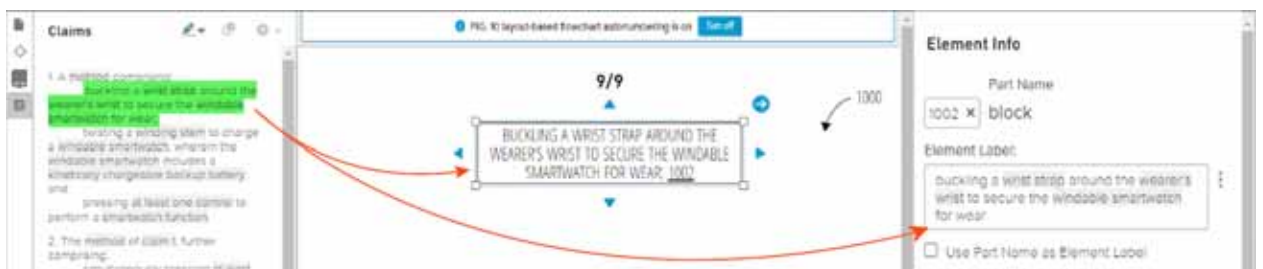 Claims
1. A method comprising:
buckling a wrist strap around the
wearer's wrist to secure the windable
smartwatch for wear;
twisting a winding stem to charge
a windable smartwatch, wherein the
windable smartwatch includes a
kinetically chargeable backup battery;
and
pressing at least one control to
perform a smartwatch function.
2. The method of claim 1, further
comprising:
FIG. 10 layout-based flowchart autonumbering is on
Turn off
9/9
1000
BUCKLING A WRIST STRAP AROUND THE
WEARER'S WRIST TO SECURE THE WINDABLE
SMARTWATCH FOR WEAR; 1002
Element Info
Part Name
1002 × block
Element Label:
buckling a wrist strap around the wearer's
wrist to secure the windable smartwatch
for wear
Use Part Name as Element Label